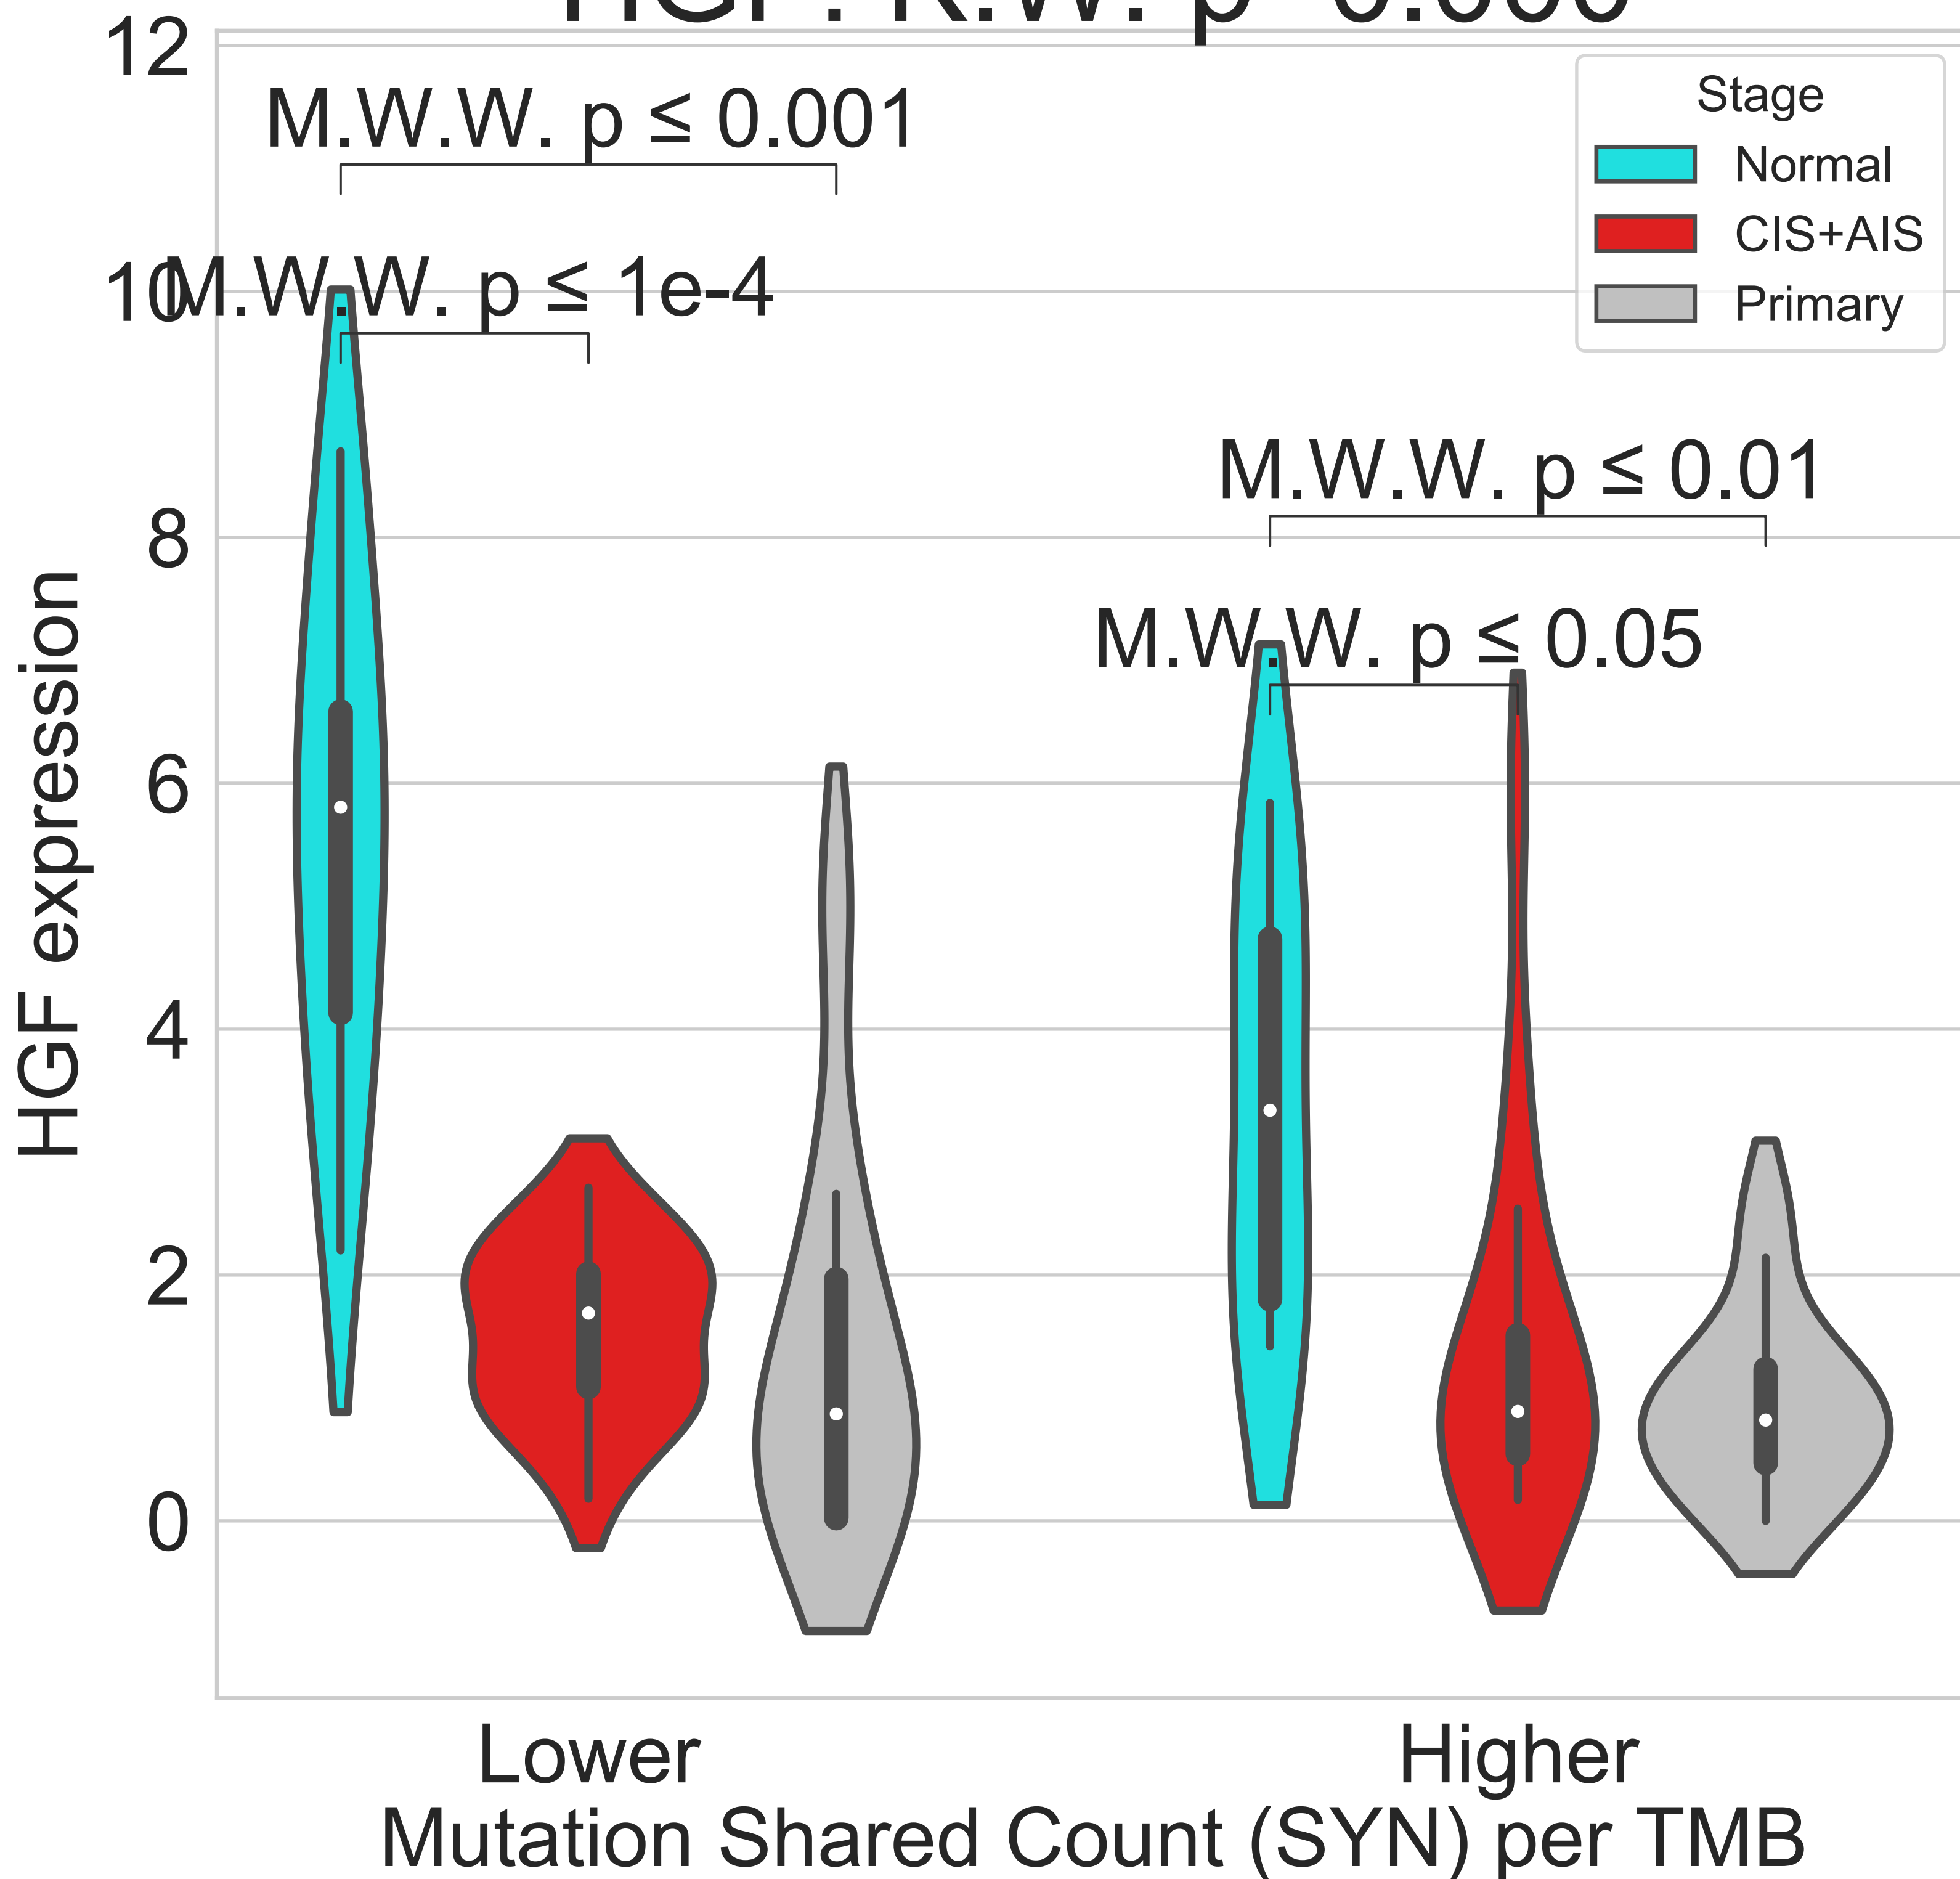 12
M.W.W. p ≤ 0.001
Stage
Normal
CIS+AIS
Primary
10
M.W.W. p ≤ 1e-4
M.W.W. p ≤ 0.01
8
M.W.W. p ≤ 0.05
6
4
2
0
HGF expression
Lower
Higher
Mutation Shared Count (SYN) per TMB